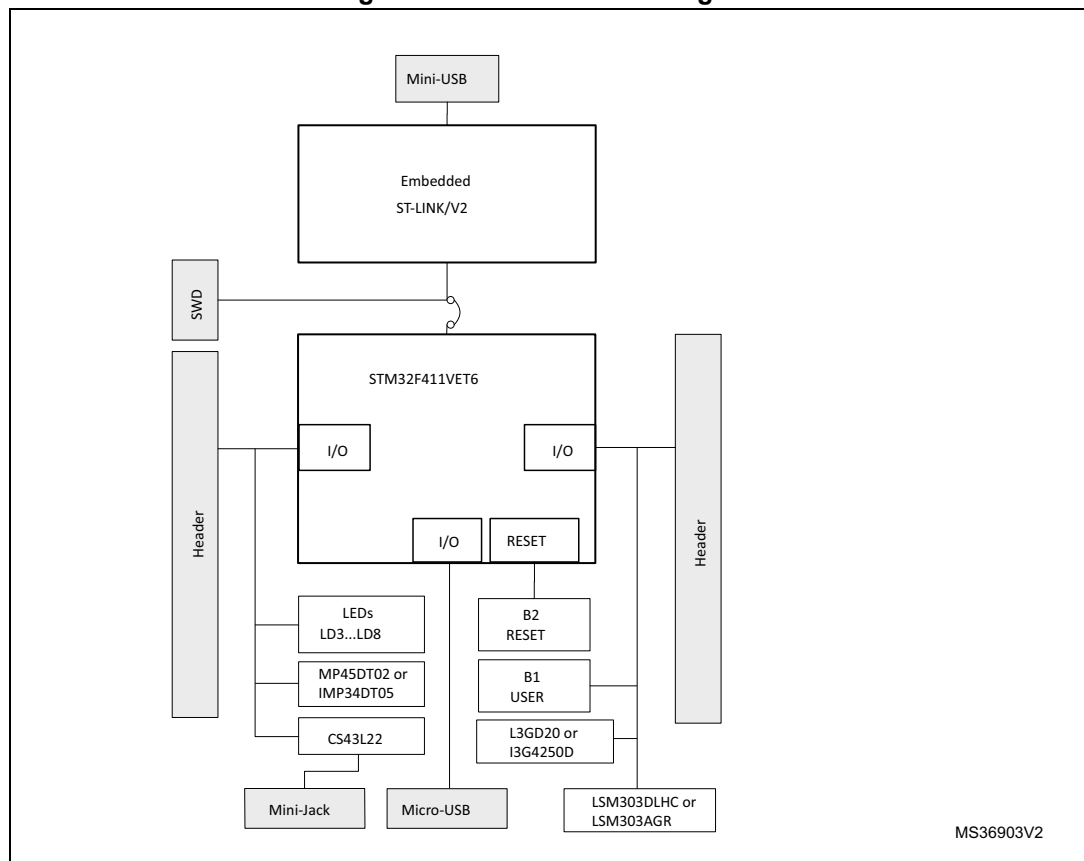 Mini-USB
Embedded
ST-LINK/V2
SWD
STM32F411VET6
I/O
I/O
Header
Header
I/O
RESET
LEDs
LD3...LD8
B2
RESET
MP45DT02 or
IMP34DT05
B1
USER
CS43L22
L3GD20 or
I3G4250D
Mini-Jack
Micro-USB
LSM303DLHC or
LSM303AGR
MS36903V2